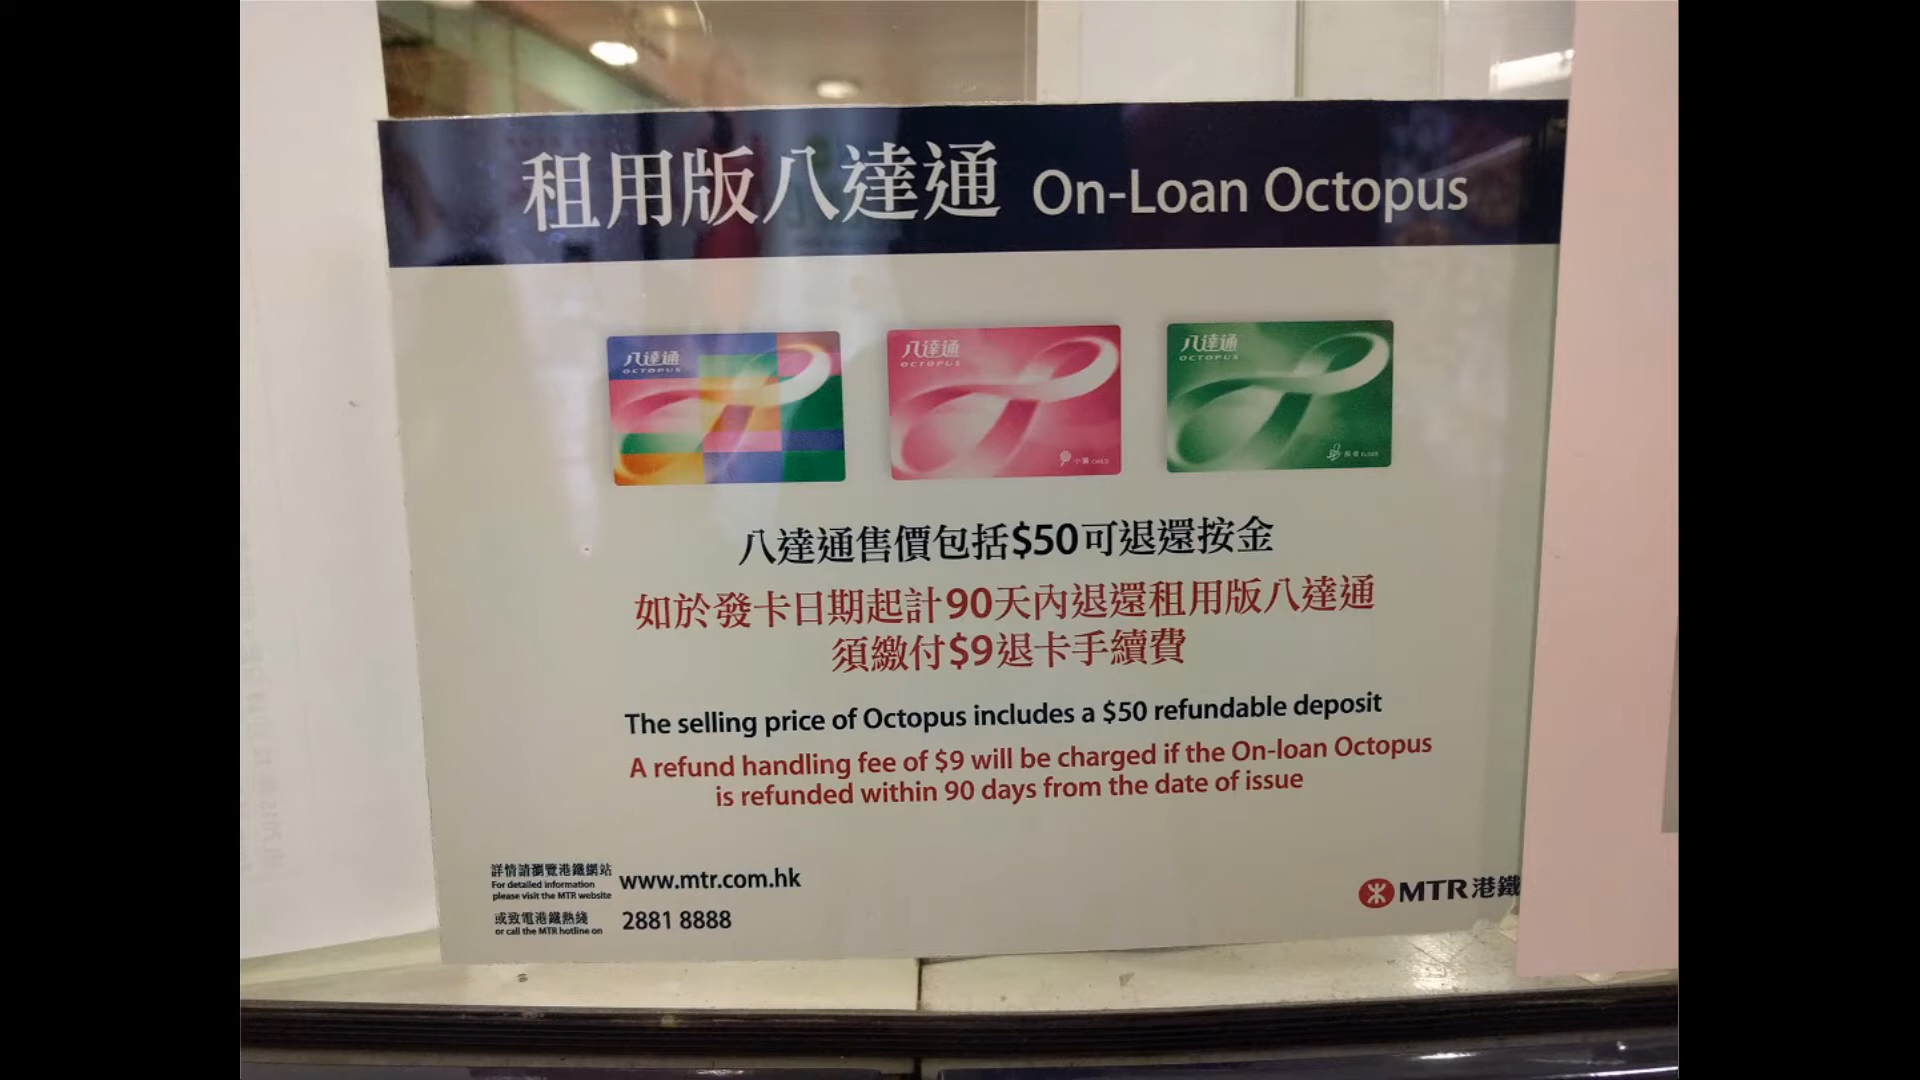 租用版八達通 On-Loan Octopus
八達通 八達通 八達通
OCTOPUS OCTOPUS OCTOPUS
小童 CHILD 長者 ELDER
八達通售價包括$50可退還按金
如於發卡日期起計90天內退還租用版八達通
須繳付$9退卡手續費
The selling price of Octopus includes a $50 refundable deposit
A refund handling fee of $9 will be charged if the On-loan Octopus
is refunded within 90 days from the date of issue
詳情請瀏覽港鐵網站
For detailed information
please visit the MTR website
www.mtr.com.hk
或致電港鐵熱綫
or call the MTR hotline on
2881 8888
MTR 港鐵